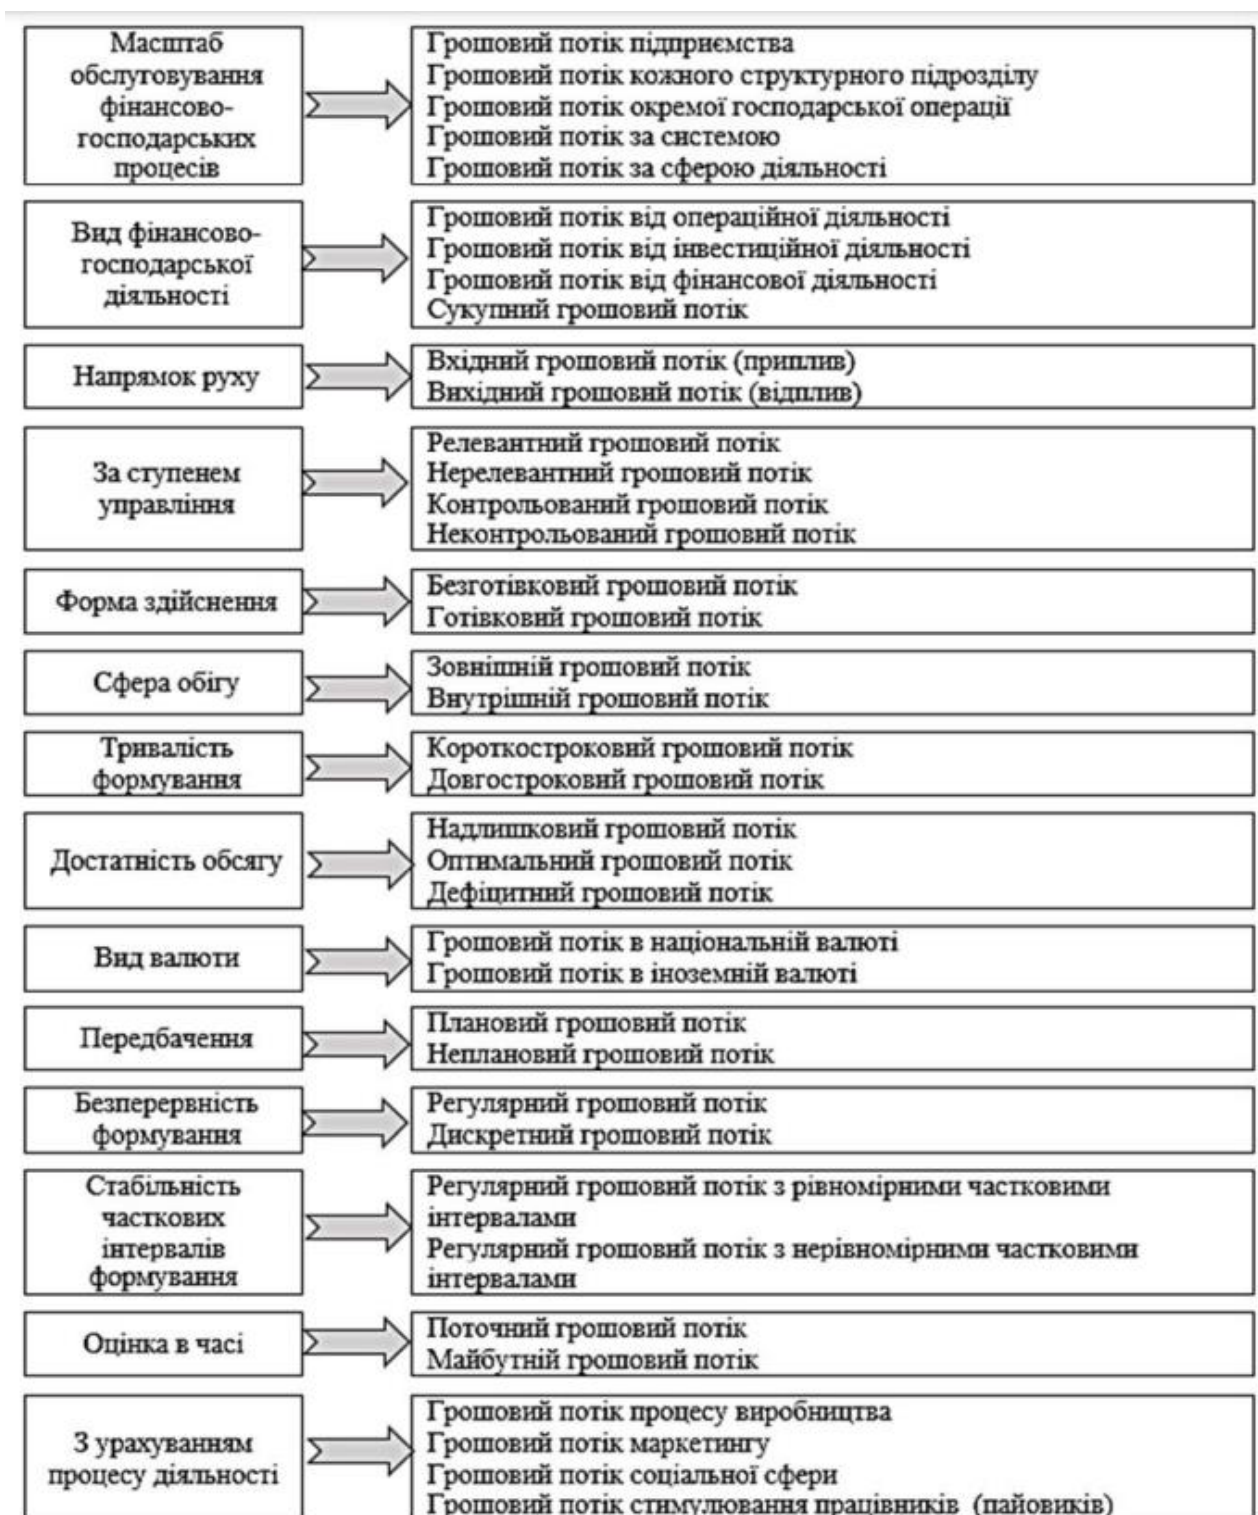 Масштаб
обслуговування
фінансово-
господарських
процесів
Грошовий потік підприємства
Грошовий потік кожного структурного підрозділу
Грошовий потік окремої господарської операції
Грошовий потік за системою
Грошовий потік за сферою діяльності
Вид фінансово-
господарської
діяльності
Грошовий потік від операційної діяльності
Грошовий потік від інвестиційної діяльності
Грошовий потік від фінансової діяльності
Сукупний грошовий потік
Напрямок руху
Вхідний грошовий потік (приплив)
Вихідний грошовий потік (відплив)
За ступенем
управління
Релевантний грошовий потік
Нерелевантний грошовий потік
Контрольований грошовий потік
Неконтрольований грошовий потік
Форма здійснення
Безготівковий грошовий потік
Готівковий грошовий потік
Сфера обігу
Зовнішній грошовий потік
Внутрішній грошовий потік
Тривалість
формування
Короткостроковий грошовий потік
Довгостроковий грошовий потік
Достатність обсягу
Надлишковий грошовий потік
Оптимальний грошовий потік
Дефіцитний грошовий потік
Вид валюти
Грошовий потік в національній валюті
Грошовий потік в іноземній валюті
Передбачення
Плановий грошовий потік
Неплановий грошовий потік
Безперервність
формування
Регулярний грошовий потік
Дискретний грошовий потік
Стабільність
часткових
інтервалів
формування
Регулярний грошовий потік з рівномірними частковими
інтервалами
Регулярний грошовий потік з нерівномірними частковими
інтервалами
Оцінка в часі
Поточний грошовий потік
Майбутній грошовий потік
З урахуванням
процесу діяльності
Грошовий потік процесу виробництва
Грошовий потік маркетингу
Грошовий потік соціальної сфери
Грошовий потік стимулювання працівників (пайовиків)